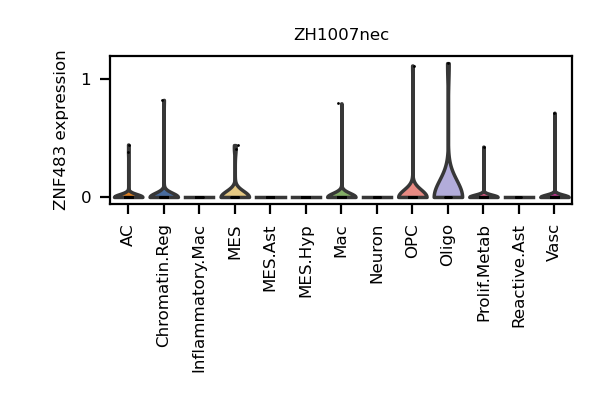 ZH1007nec
ZNF483 expression
1
0
AC
Chromatin.Reg
Inflammatory.Mac
MES
MES.Ast
MES.Hyp
Mac
Neuron
OPC
Oligo
Prolif.Metab
Reactive.Ast
Vasc